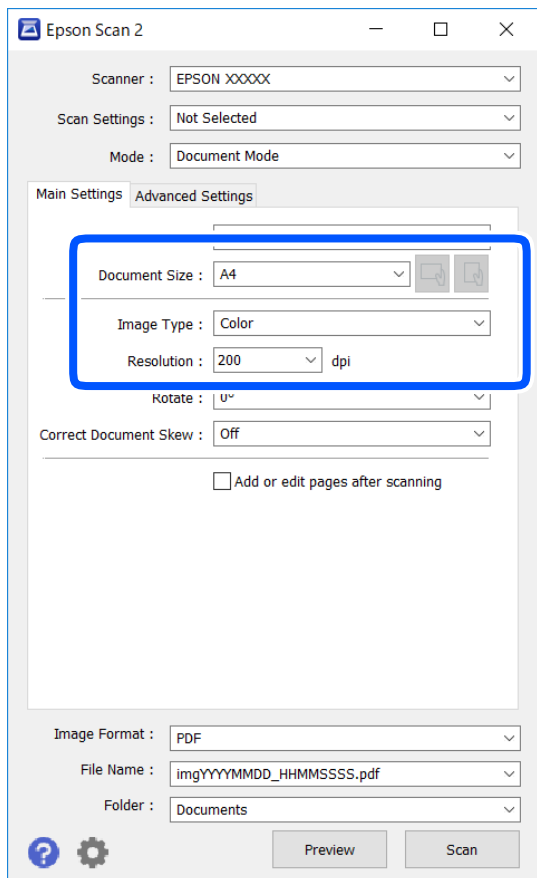 Epson Scan 2
Scanner : EPSON XXXXX
Scan Settings : Not Selected
Mode : Document Mode
Main Settings Advanced Settings
Document Size : A4
Image Type : Color
Resolution : 200 dpi
Rotate : 0°
Correct Document Skew : Off
Add or edit pages after scanning
Image Format : PDF
File Name : imgYYYYMMDD_HHMMSSSS.pdf
Folder : Documents
? Preview Scan